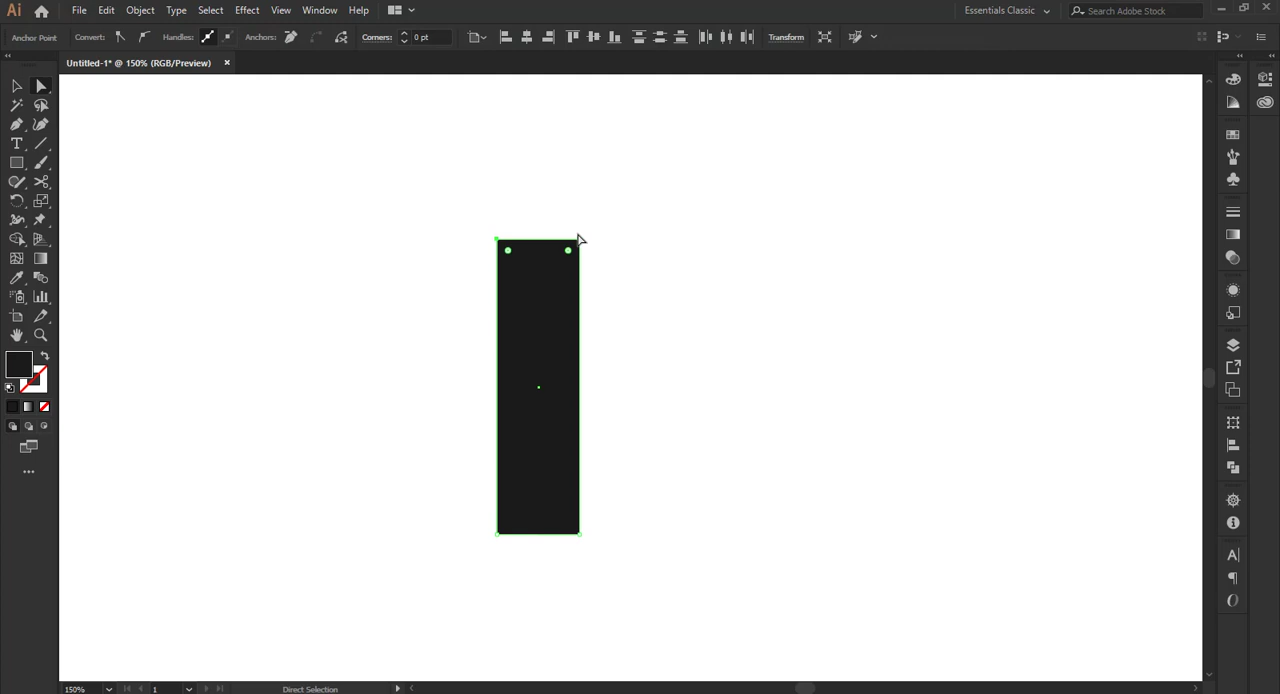 Ai File Edit Object Type Select Effect View Window Help Essentials Classic Search Adobe Stock
Anchor Point Convert: Handles: Anchors: Corners: 0 pt Transform
Untitled-1* @ 150% (RGB/Preview) ×
150% 1 Direct Selection